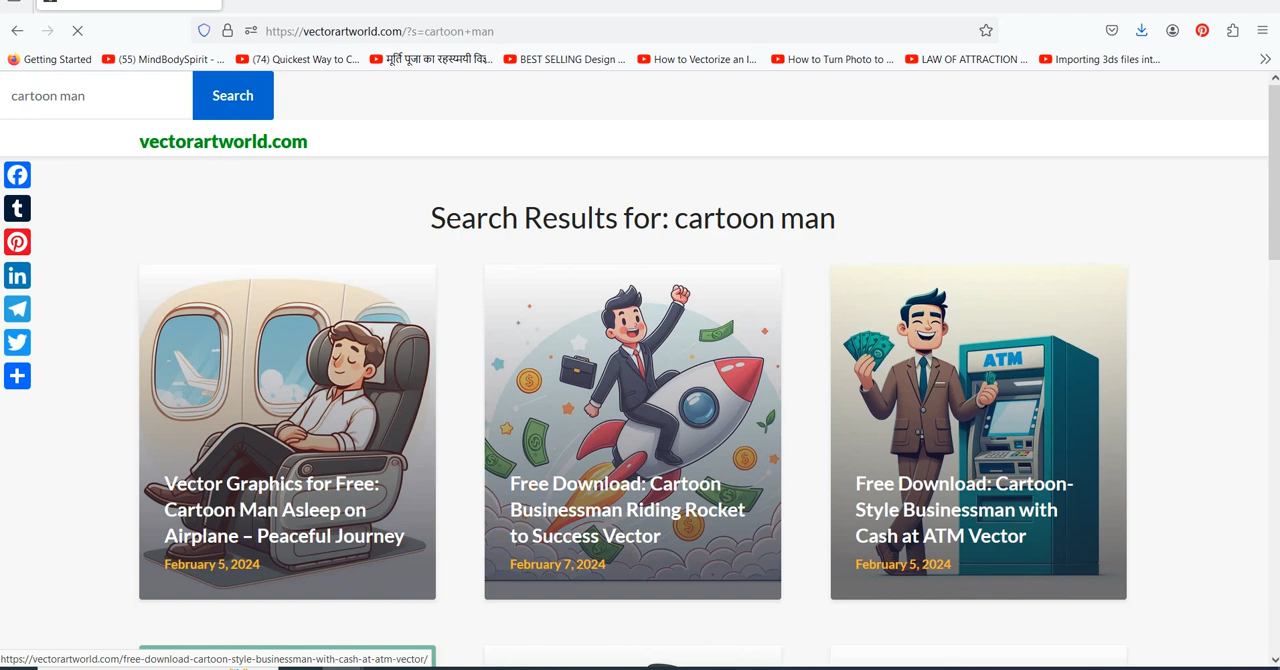 https://vectorartworld.com/?s=cartoon+man
Getting Started
(55) MindBodySpirit - ...
(74) Quickest Way to C...
BEST SELLING Design ...
How to Vectorize an I...
How to Turn Photo to ...
LAW OF ATTRACTION ...
Importing 3ds files int...
cartoon man
Search
vectorartworld.com
Search Results for: cartoon man
Vector Graphics for Free:
Cartoon Man Asleep on
Airplane – Peaceful Journey
February 5, 2024
Free Download: Cartoon
Businessman Riding Rocket
to Success Vector
February 7, 2024
ATM
Free Download: Cartoon-
Style Businessman with
Cash at ATM Vector
February 5, 2024
https://vectorartworld.com/free-download-cartoon-style-businessman-with-cash-at-atm-vector/